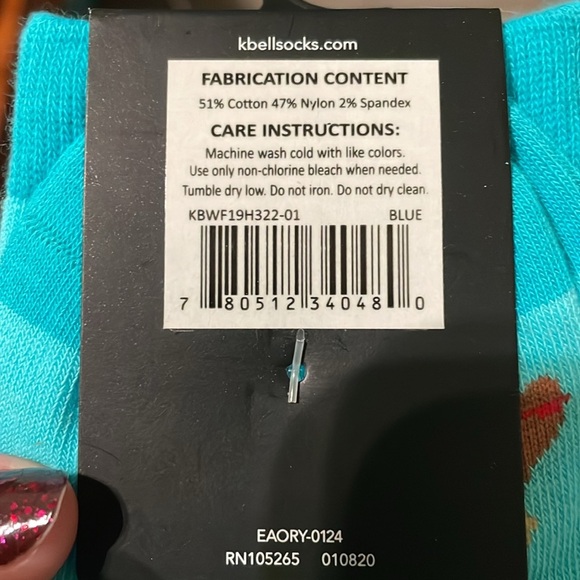 kbellsocks.com
FABRICATION CONTENT
51% Cotton 47% Nylon 2% Spandex
CARE INSTRUCTIONS:
Machine wash cold with like colors.
Use only non-chlorine bleach when needed.
Tumble dry low. Do not iron. Do not dry clean.
KBWF19H322-01 BLUE
7 80512 34048 0
EAORY-0124
RN105265 010820